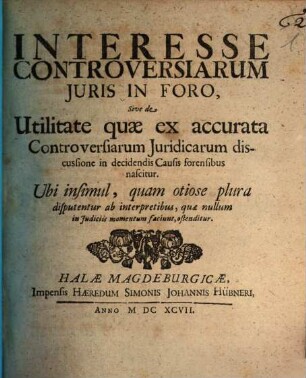 INTERESSE
CONTROVERSIARUM
JURIS IN FORO,
Sive de
Utilitate quæ ex accurata
Controversiarum Juridicarum dis-
cussione in decidendis Causis forensibus
nascitur.
Ubi insimul, quam otiose plura
disputentur ab interpretibus, quæ nullum
in Judiciis momentum faciunt, ostenditur.
HALÆ MAGDEBURGICÆ,
Impensis HÆREDUM SIMONIS JOHANNIS HÜBNERI,
ANNO M DC XCVII.